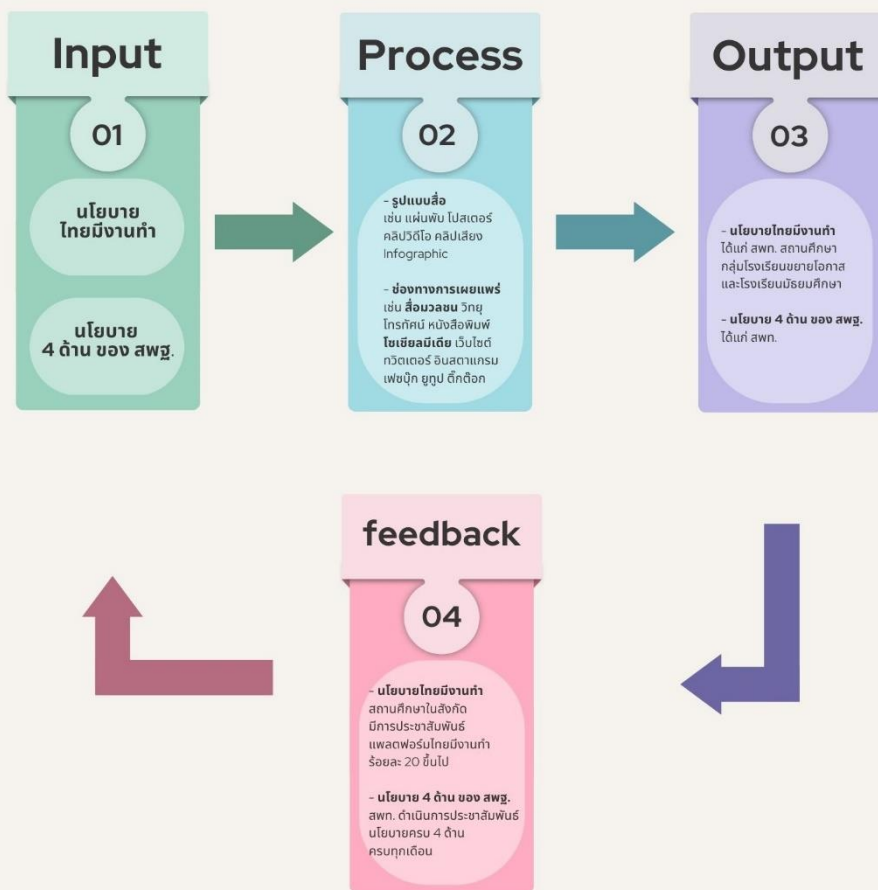 Input
01
นโยบาย
ไทยมีงานทำ
นโยบาย
4 ด้าน ของ สพฐ.
Process
02
- รูปแบบสื่อ
เช่น แผ่นพับ โปสเตอร์
คลิปวิดีโอ คลิปเสียง
Infographic
- ช่องทางการเผยแพร่
เช่น สื่อมวลชน วิทยุ
โทรทัศน์ หนังสือพิมพ์
โซเชียลมีเดีย เว็บไซต์
ทวิตเตอร์ อินสตาแกรม
เฟซบุ๊ก ยูทูป ติ๊กต๊อก
Output
03
- นโยบายไทยมีงานทำ
ได้แก่ สพท. สถานศึกษา
กลุ่มโรงเรียนขยายโอกาส
และโรงเรียนมัธยมศึกษา
- นโยบาย 4 ด้าน ของ สพฐ.
ได้แก่ สพท.
feedback
04
- นโยบายไทยมีงานทำ
สถานศึกษาในสังกัด
มีการประชาสัมพันธ์
แพลตฟอร์มไทยมีงานทำ
ร้อยละ 20 ขึ้นไป
- นโยบาย 4 ด้าน ของ สพฐ.
สพท. ดำเนินการประชาสัมพันธ์
นโยบายครบ 4 ด้าน
ครบทุกเดือน